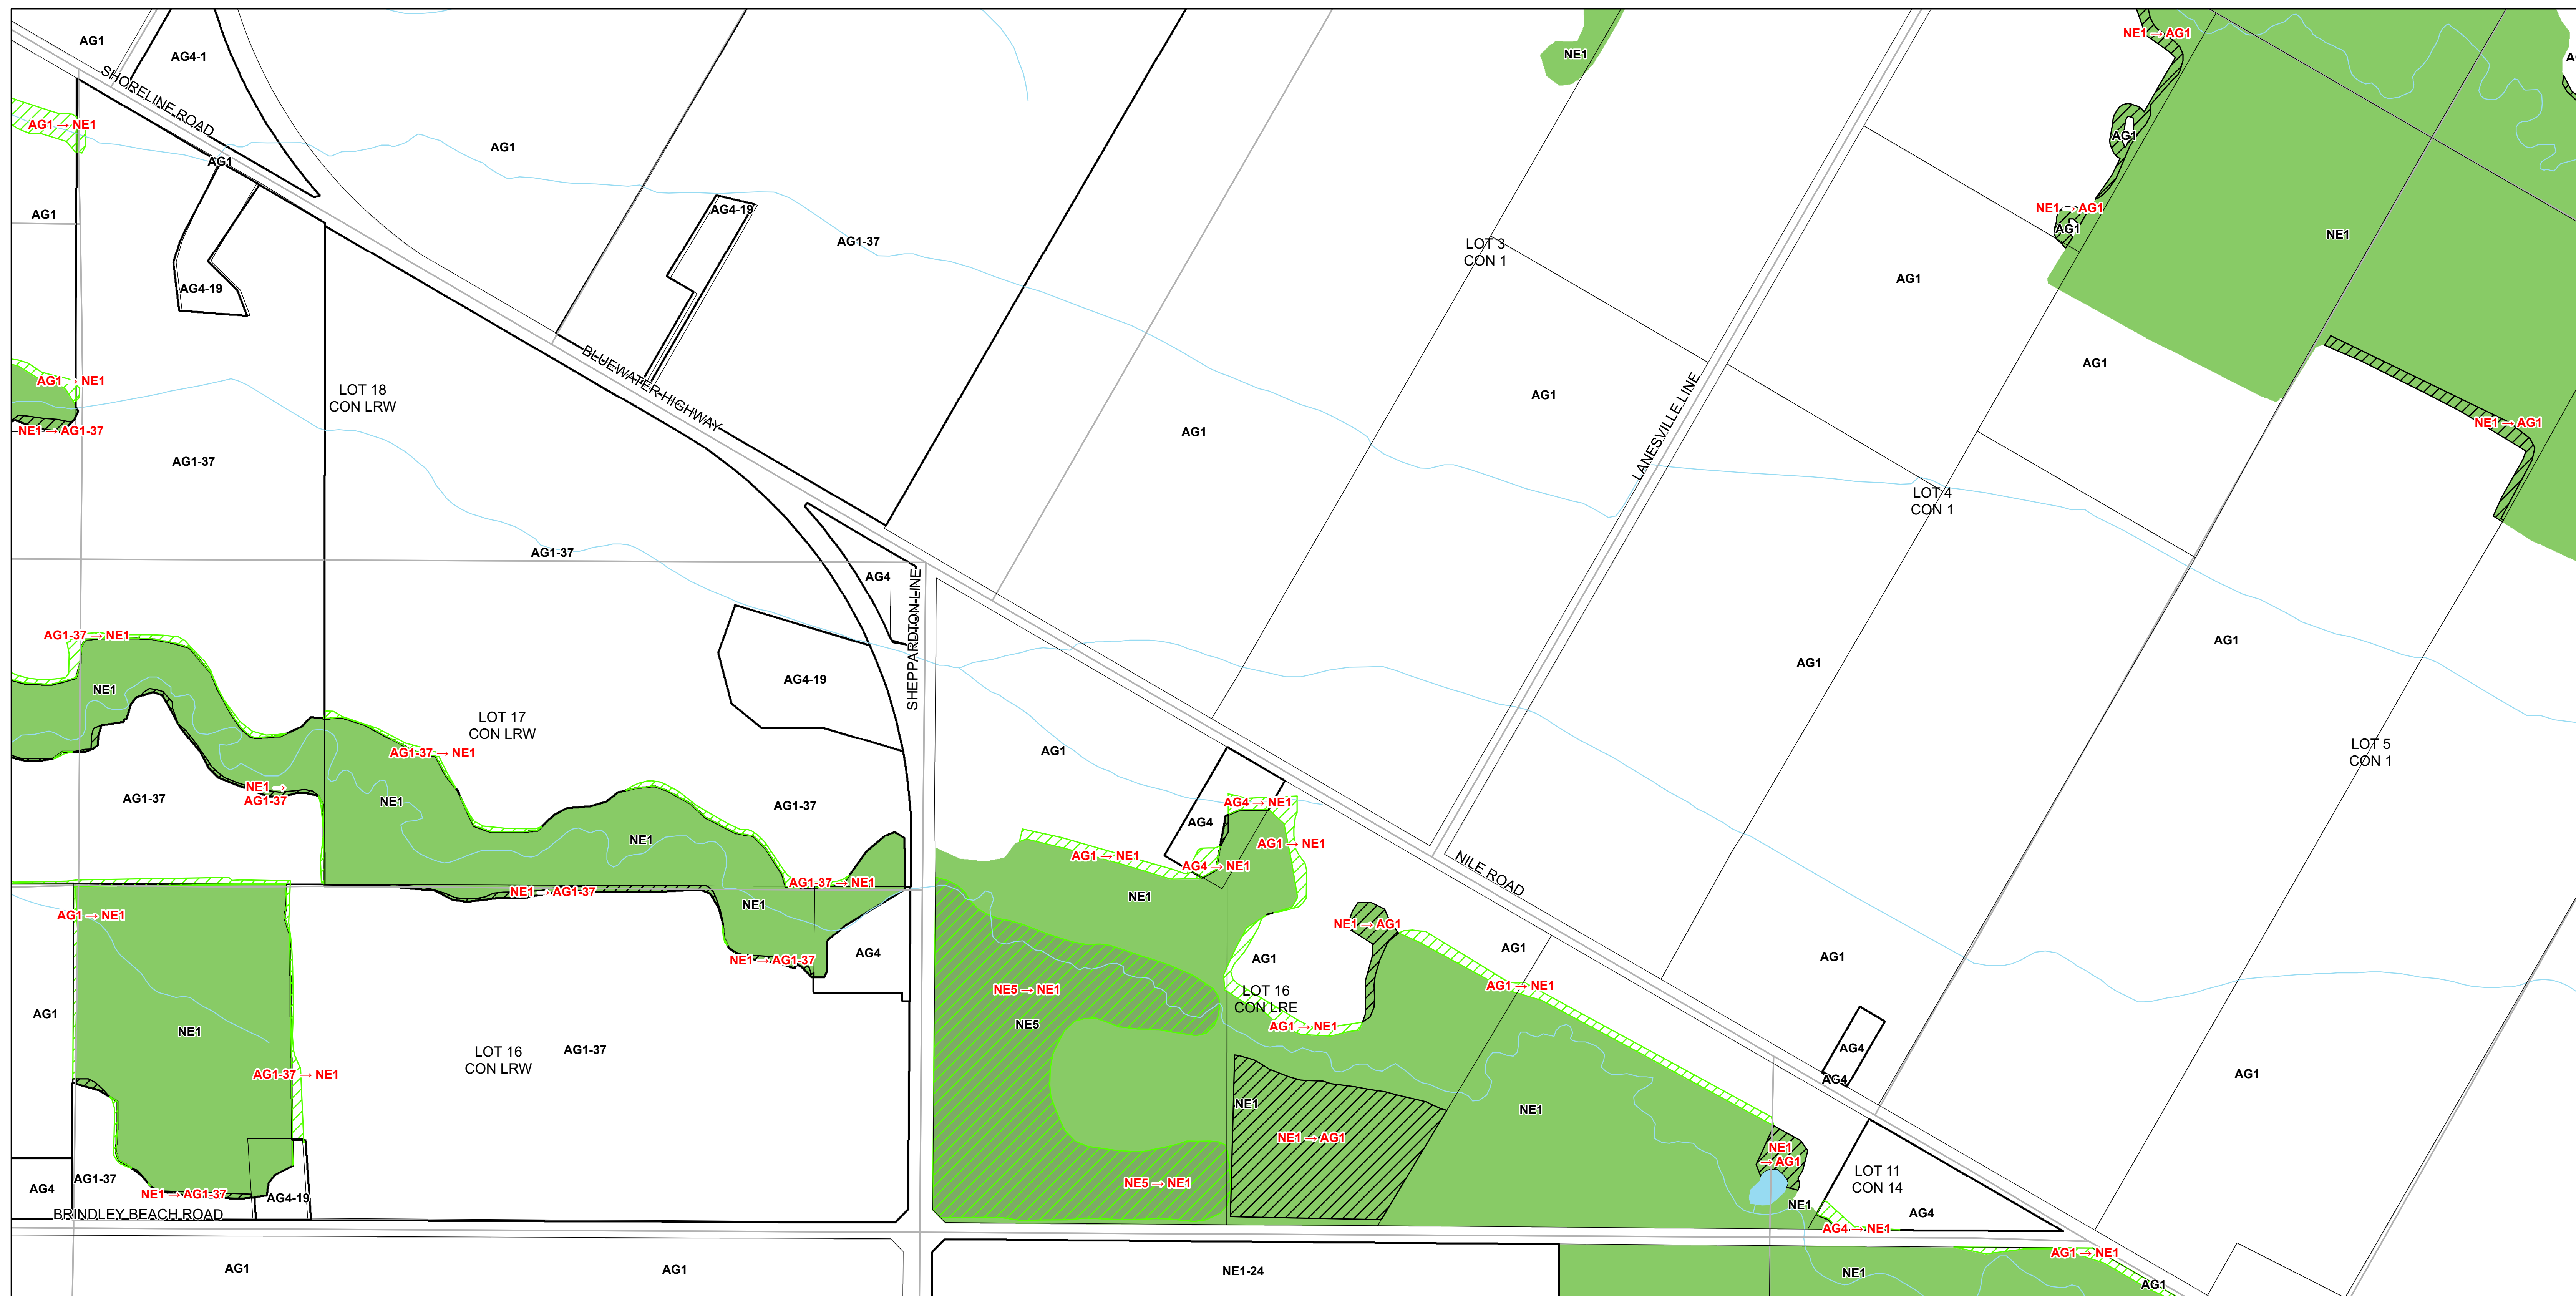 AG1
AG4-1
NE1
NE1→AG1
SHORELINE ROAD
AG1→NE1
AG1
AG1
AG1
AG1
AG4-19
NE1→AG1
AG1
NE1
AG1-37
LOT 3
CON 1
AG1
AG4-19
BLUEWATER HIGHWAY
AG1
AG1→NE1
LOT 18
CON LRW
AG1
LANESVILLE LINE
NE1→AG1
NE1→AG1-37
AG1
AG1-37
LOT 4
CON 1
AG1-37
AG4
SHEPPARDTON LINE
AG1-37→NE1
AG1
AG1
NE1
AG4-19
LOT 17
CON LRW
AG1-37→NE1
AG1
LOT 5
CON 1
NE1→
AG1-37
AG1-37
NE1
AG1-37
AG4→NE1
AG4
NE1
AG1→NE1
AG1→NE1
AG4→NE1
NILE ROAD
AG1-37→NE1
NE1→AG1-37
NE1
NE1
AG1→NE1
NE1→AG1
AG1
AG4
NE1→AG1-37
AG1
AG1
NE5→NE1
LOT 16
CON LRE
AG1→NE1
AG1
NE1
NE5
AG1→NE1
LOT 16
CON LRW
AG1-37
AG4
AG4
AG1-37→NE1
AG1
NE1
NE1
NE1→AG1
NE1
→AG1
LOT 11
CON 14
AG4
AG1-37
NE1→AG1-37
AG4-19
NE5→NE1
NE1
AG4
BRINDLEY BEACH ROAD
AG4→NE1
AG1→NE1
AG1
AG1
NE1-24
NE1
AG1